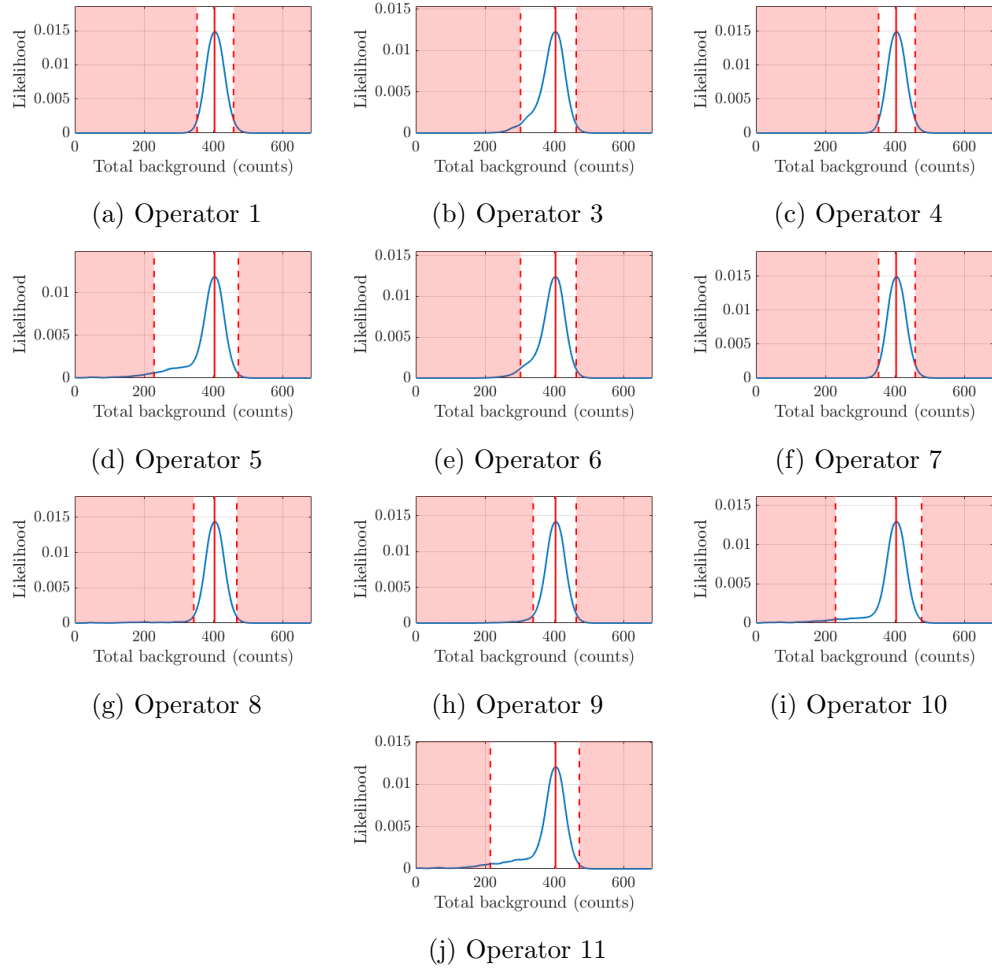 0.015
0.01
0.005
0
Likelihood
0 200 400 600
Total background (counts)
(a) Operator 1
0.01
0.005
0
Likelihood
0 200 400 600
Total background (counts)
(b) Operator 3
0.015
0.01
0.005
0
Likelihood
0 200 400 600
Total background (counts)
(c) Operator 4
0.01
0.005
0
Likelihood
0 200 400 600
Total background (counts)
(d) Operator 5
0.015
0.01
0.005
0
Likelihood
0 200 400 600
Total background (counts)
(e) Operator 6
0.015
0.01
0.005
0
Likelihood
0 200 400 600
Total background (counts)
(f) Operator 7
0.015
0.01
0.005
0
Likelihood
0 200 400 600
Total background (counts)
(g) Operator 8
0.015
0.01
0.005
0
Likelihood
0 200 400 600
Total background (counts)
(h) Operator 9
0.015
0.01
0.005
0
Likelihood
0 200 400 600
Total background (counts)
(i) Operator 10
0.01
0.005
0
Likelihood
0 200 400 600
Total background (counts)
(j) Operator 11